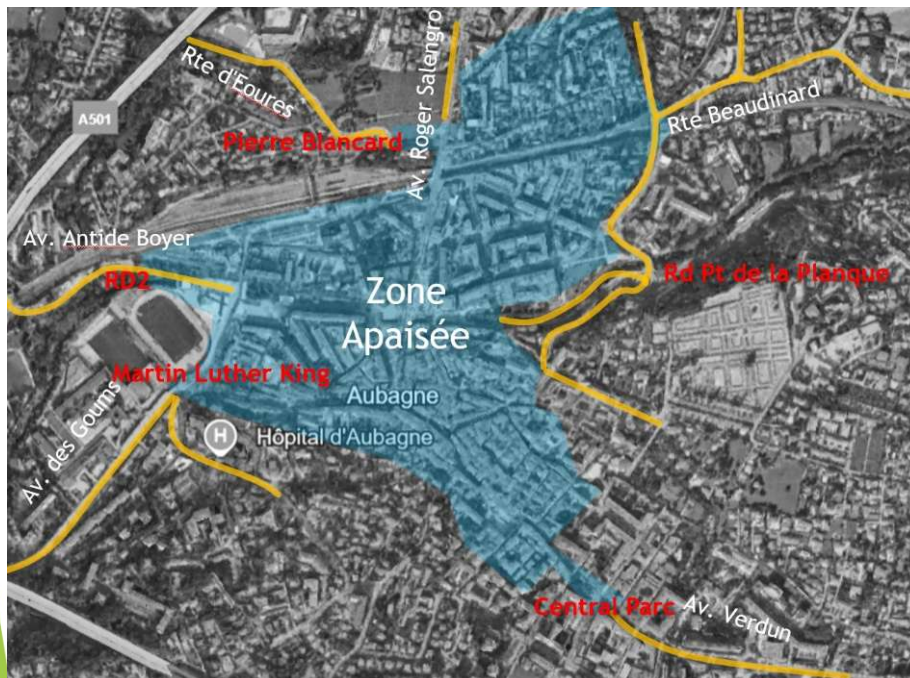 Rte d'Eoures
Av. Roger Salengro
A501
Pierre Blancard
Rte Beaudinard
Av. Antide Boyer
RD2
Rd Pt de la Planque
Zone
Apaisée
Martin Luther King
Aubagne
Av. des Goums
H
Hôpital d'Aubagne
Central Parc
Av. Verdun